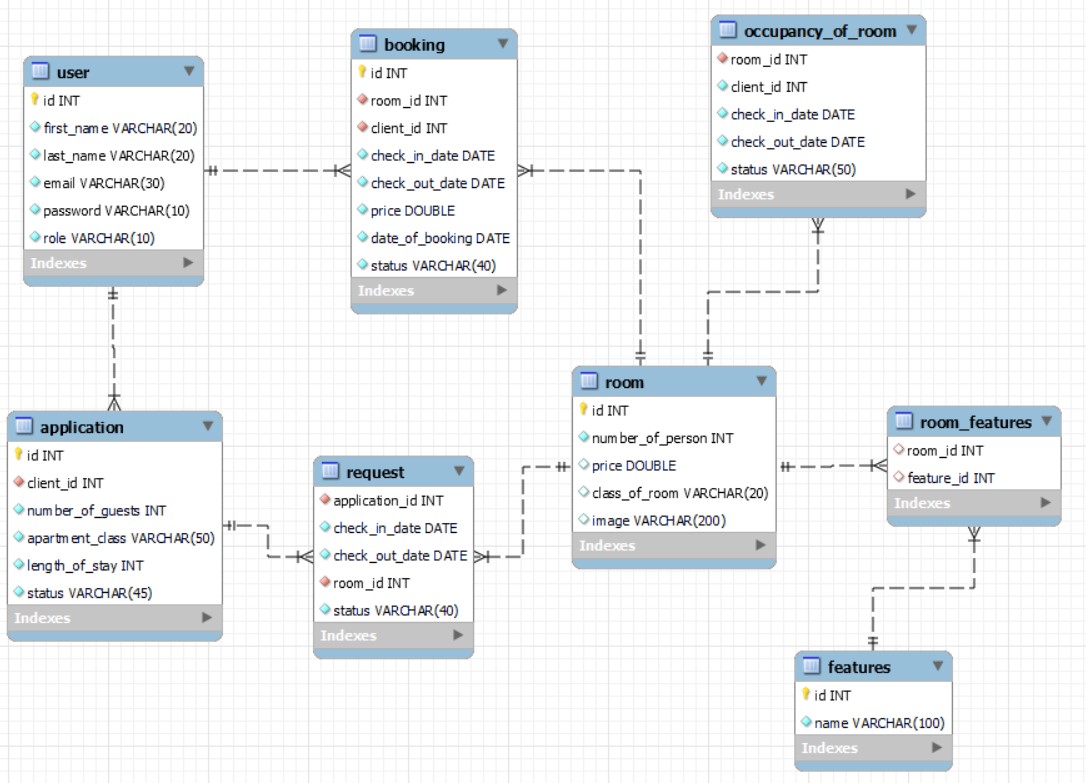 user
id INT
first_name VARCHAR(20)
last_name VARCHAR(20)
email VARCHAR(30)
password VARCHAR(10)
role VARCHAR(10)
Indexes
booking
id INT
room_id INT
client_id INT
check_in_date DATE
check_out_date DATE
price DOUBLE
date_of_booking DATE
status VARCHAR(40)
Indexes
occupancy_of_room
room_id INT
client_id INT
check_in_date DATE
check_out_date DATE
status VARCHAR(50)
Indexes
application
id INT
client_id INT
number_of_guests INT
apartment_class VARCHAR(50)
length_of_stay INT
status VARCHAR(45)
Indexes
request
application_id INT
check_in_date DATE
check_out_date DATE
room_id INT
status VARCHAR(40)
Indexes
room
id INT
number_of_person INT
price DOUBLE
class_of_room VARCHAR(20)
image VARCHAR(200)
Indexes
room_features
room_id INT
feature_id INT
Indexes
features
id INT
name VARCHAR(100)
Indexes